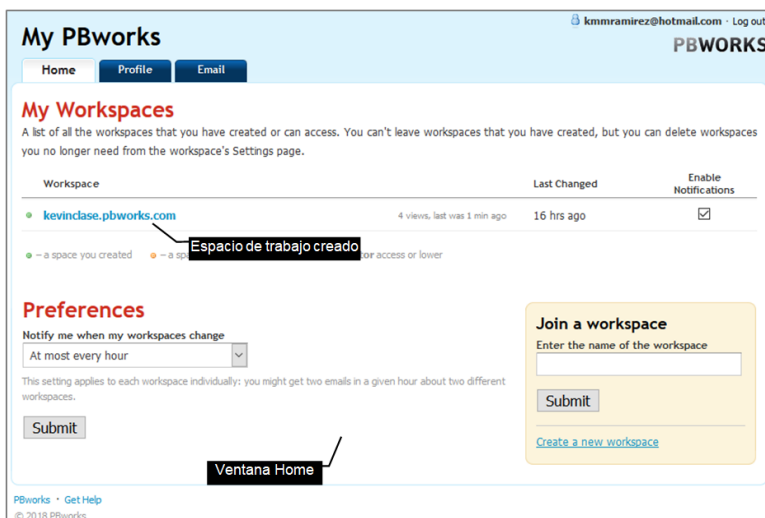 kmmramirez@hotmail.com · Log out
My PBworks
PBWORKS
Home Profile Email
My Workspaces
A list of all the workspaces that you have created or can access. You can't leave workspaces that you have created, but you can delete workspaces
you no longer need from the workspace's Settings page.
Workspace Last Changed Enable
Notifications
kevinclase.pbworks.com 4 views, last was 1 min ago 16 hrs ago
Espacio de trabajo creado
– a space you created – a access or lower
Preferences
Notify me when my workspaces change
At most every hour
This setting applies to each workspace individually: you might get two emails in a given hour about two different
workspaces.
Submit
Join a workspace
Enter the name of the workspace
Submit
Create a new workspace
Ventana Home
PBworks · Get Help
© 2018 PBworks